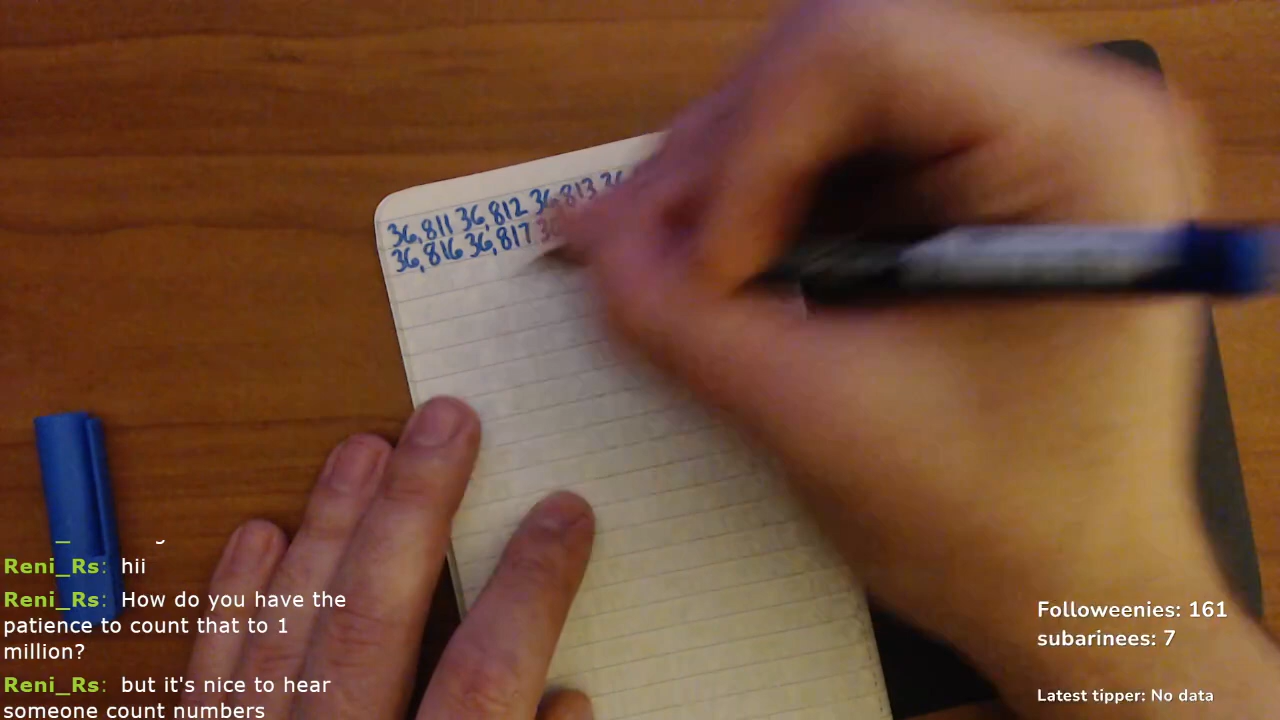 36,811 36,812 36,813 36
36,816 36,817
Reni_Rs: hii
Reni_Rs: How do you have the
patience to count that to 1
million?
Reni_Rs: but it's nice to hear
someone count numbers
Followeenies: 161
subarinees: 7
Latest tipper: No data